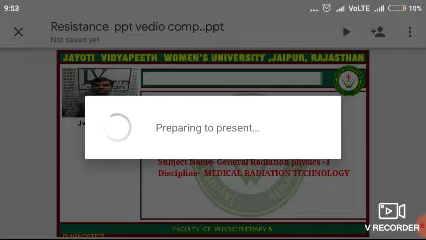 9:53
... VoLTE 10%
Resistance ppt vedio comp..ppt
Not saved yet
JAYOTI VIDYAPEETH WOMEN'S UNIVERSITY ,JAIPUR, RAJASTHAN
Preparing to present...
Subject Name- General Radiation physics -I
Discipline- MEDICAL RADIATION TECHNOLOGY
V RECORDER
FACULTY OF PHYSIOTHERAPY &
DIAGNOSTICS